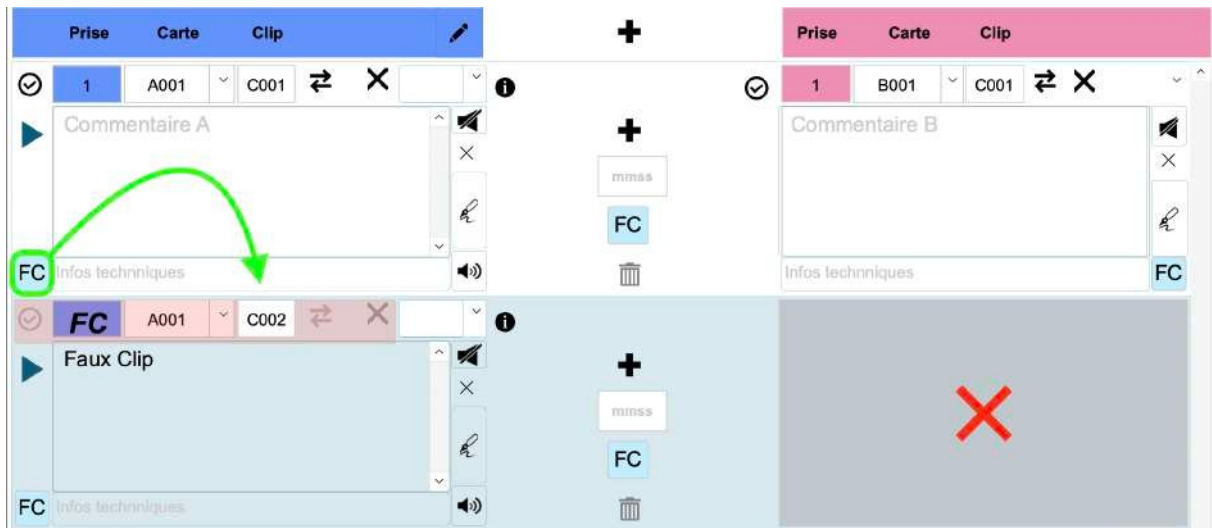 Prise Carte Clip Prise Carte Clip
1 A001 C001 1 B001 C001
Commentaire A Commentaire B
mmss
FC
FC Infos technniques Infos technniques FC
FC A001 C002
Faux Clip
mmss
FC
FC Infos technniques